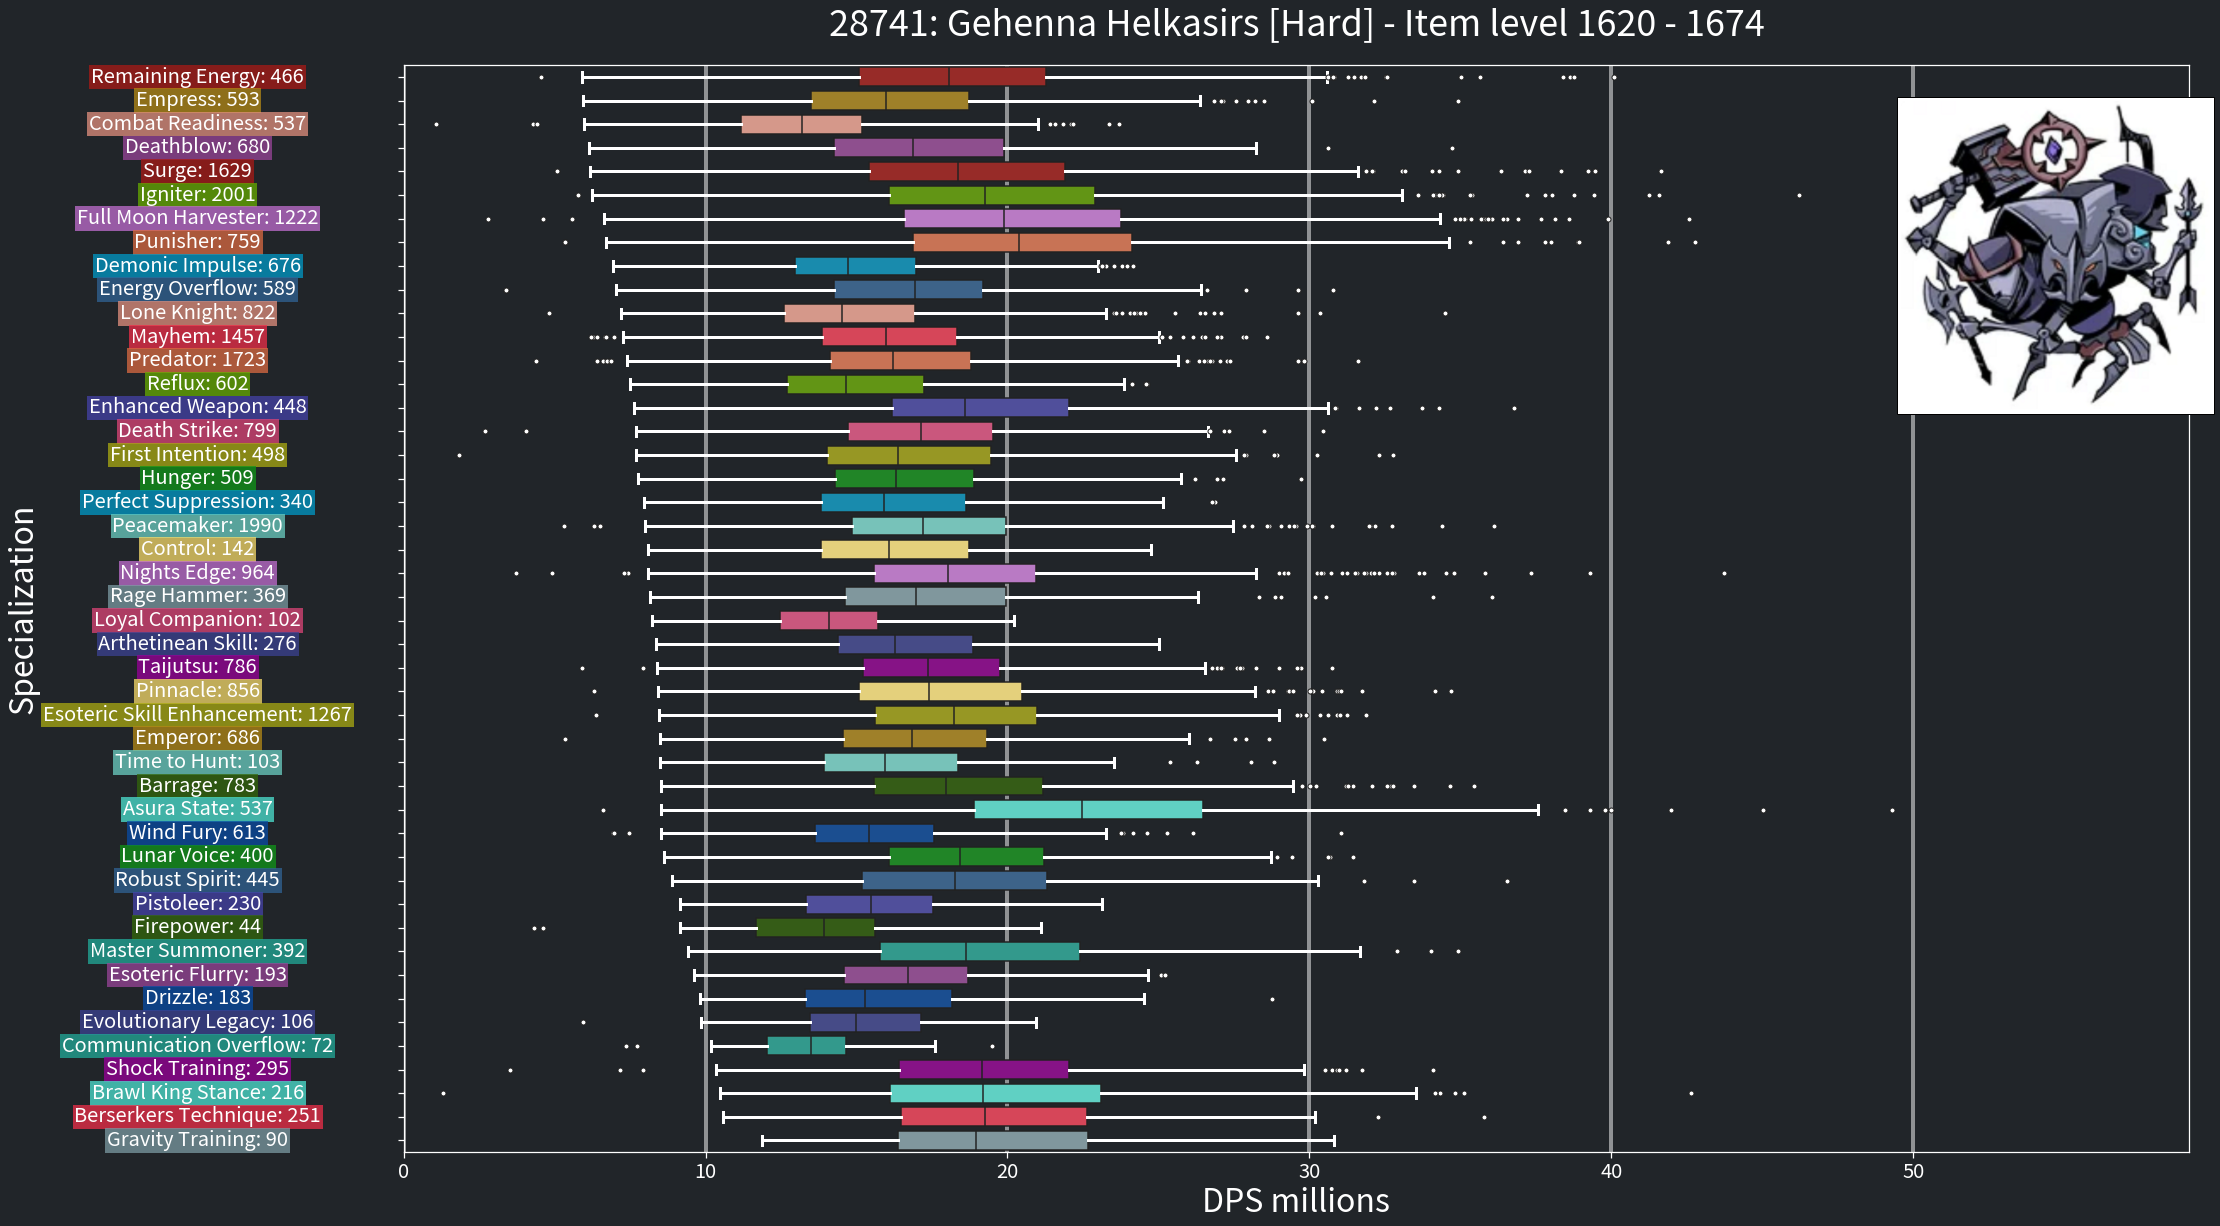 28741: Gehenna Helkasirs [Hard] - Item level 1620 - 1674
Specialization
Remaining Energy: 466
Empress: 593
Combat Readiness: 537
Deathblow: 680
Surge: 1629
Igniter: 2001
Full Moon Harvester: 1222
Punisher: 759
Demonic Impulse: 676
Energy Overflow: 589
Lone Knight: 822
Mayhem: 1457
Predator: 1723
Reflux: 602
Enhanced Weapon: 448
Death Strike: 799
First Intention: 498
Hunger: 509
Perfect Suppression: 340
Peacemaker: 1990
Control: 142
Nights Edge: 964
Rage Hammer: 369
Loyal Companion: 102
Arthetinean Skill: 276
Taijutsu: 786
Pinnacle: 856
Esoteric Skill Enhancement: 1267
Emperor: 686
Time to Hunt: 103
Barrage: 783
Asura State: 537
Wind Fury: 613
Lunar Voice: 400
Robust Spirit: 445
Pistoleer: 230
Firepower: 44
Master Summoner: 392
Esoteric Flurry: 193
Drizzle: 183
Evolutionary Legacy: 106
Communication Overflow: 72
Shock Training: 295
Brawl King Stance: 216
Berserkers Technique: 251
Gravity Training: 90
0 10 20 30 40 50
DPS millions